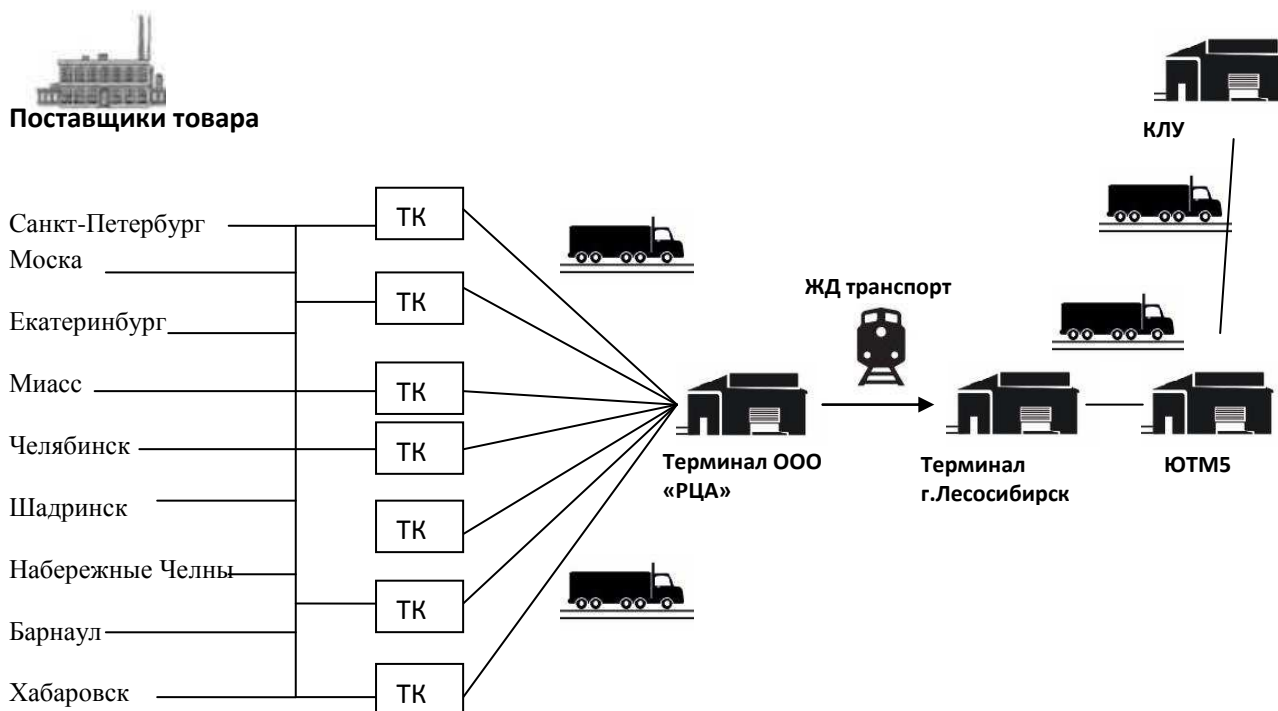 Поставщики товара
КЛУ
Санкт-Петербург
Моска
Екатеринбург
Миасс
Челябинск
Шадринск
Набережные Челны
Барнаул
Хабаровск
ТК
ТК
ТК
ТК
ТК
ТК
ТК
ЖД транспорт
Терминал ООО
«РЦА»
Терминал
г.Лесосибирск
ЮТМ5